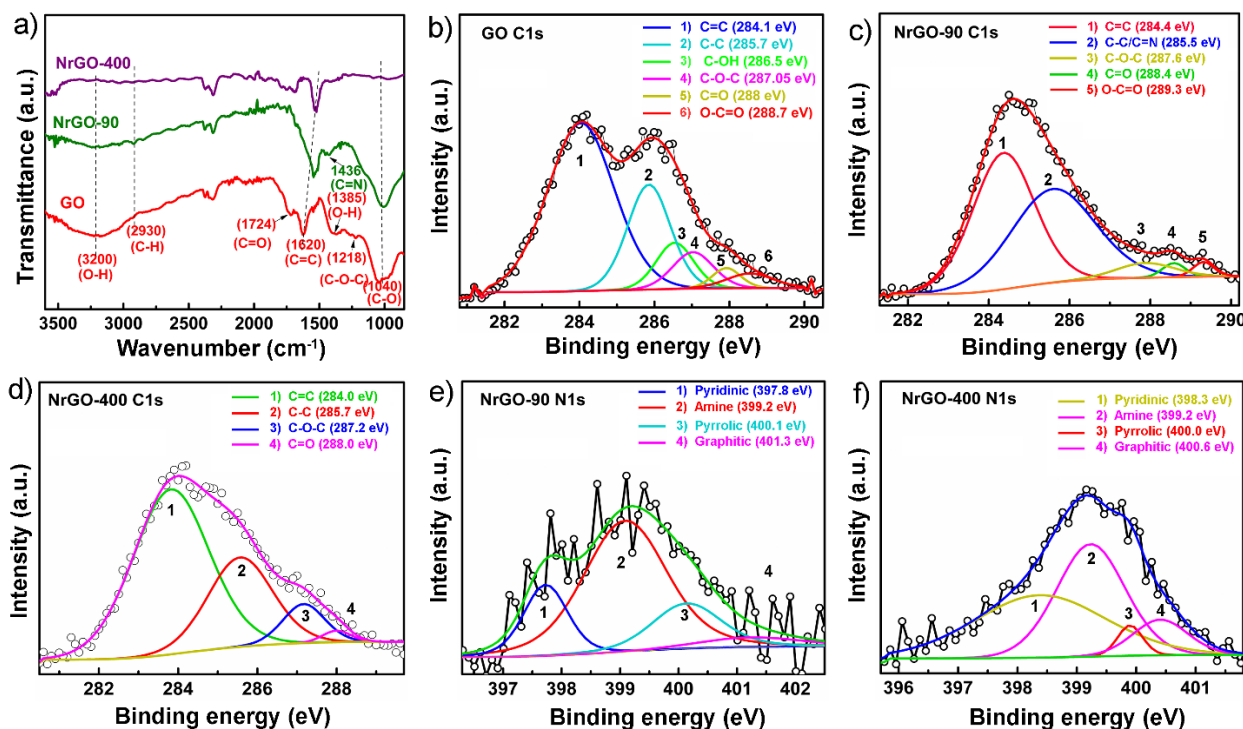 a)
NrGO-400
NrGO-90
GO
1436
(C=N)
(1385)
(O-H)
(2930)
(C-H)
(1724)
(C=O)
(3200)
(O-H)
(1620)
(C=C)
(1218)
(C-O-C)
(1040)
(C-O)
Transmittance (a.u.)
3500 3000 2500 2000 1500 1000
Wavenumber (cm⁻¹)
b)
GO C1s
1) C=C (284.1 eV)
2) C-C (285.7 eV)
3) C-OH (286.5 eV)
4) C-O-C (287.05 eV)
5) C=O (288 eV)
6) O-C=O (288.7 eV)
1
2
3
4
5
6
Intensity (a.u.)
282 284 286 288 290
Binding energy (eV)
c)
NrGO-90 C1s
1) C=C (284.4 eV)
2) C-C/C=N (285.5 eV)
3) C-O-C (287.6 eV)
4) C=O (288.4 eV)
5) O-C=O (289.3 eV)
1
2
3
4
5
Intensity (a.u.)
282 284 286 288 290
Binding energy (eV)
d)
NrGO-400 C1s
1) C=C (284.0 eV)
2) C-C (285.7 eV)
3) C-O-C (287.2 eV)
4) C=O (288.0 eV)
1
2
3
4
Intensity (a.u.)
282 284 286 288
Binding energy (eV)
e)
NrGO-90 N1s
1) Pyridinic (397.8 eV)
2) Amine (399.2 eV)
3) Pyrrolic (400.1 eV)
4) Graphitic (401.3 eV)
1
2
3
4
Intensity (a.u.)
397 398 399 400 401 402
Binding energy (eV)
f)
NrGO-400 N1s
1) Pyridinic (398.3 eV)
2) Amine (399.2 eV)
3) Pyrrolic (400.0 eV)
4) Graphitic (400.6 eV)
1
2
3
4
Intensity (a.u.)
396 397 398 399 400 401
Binding energy (eV)